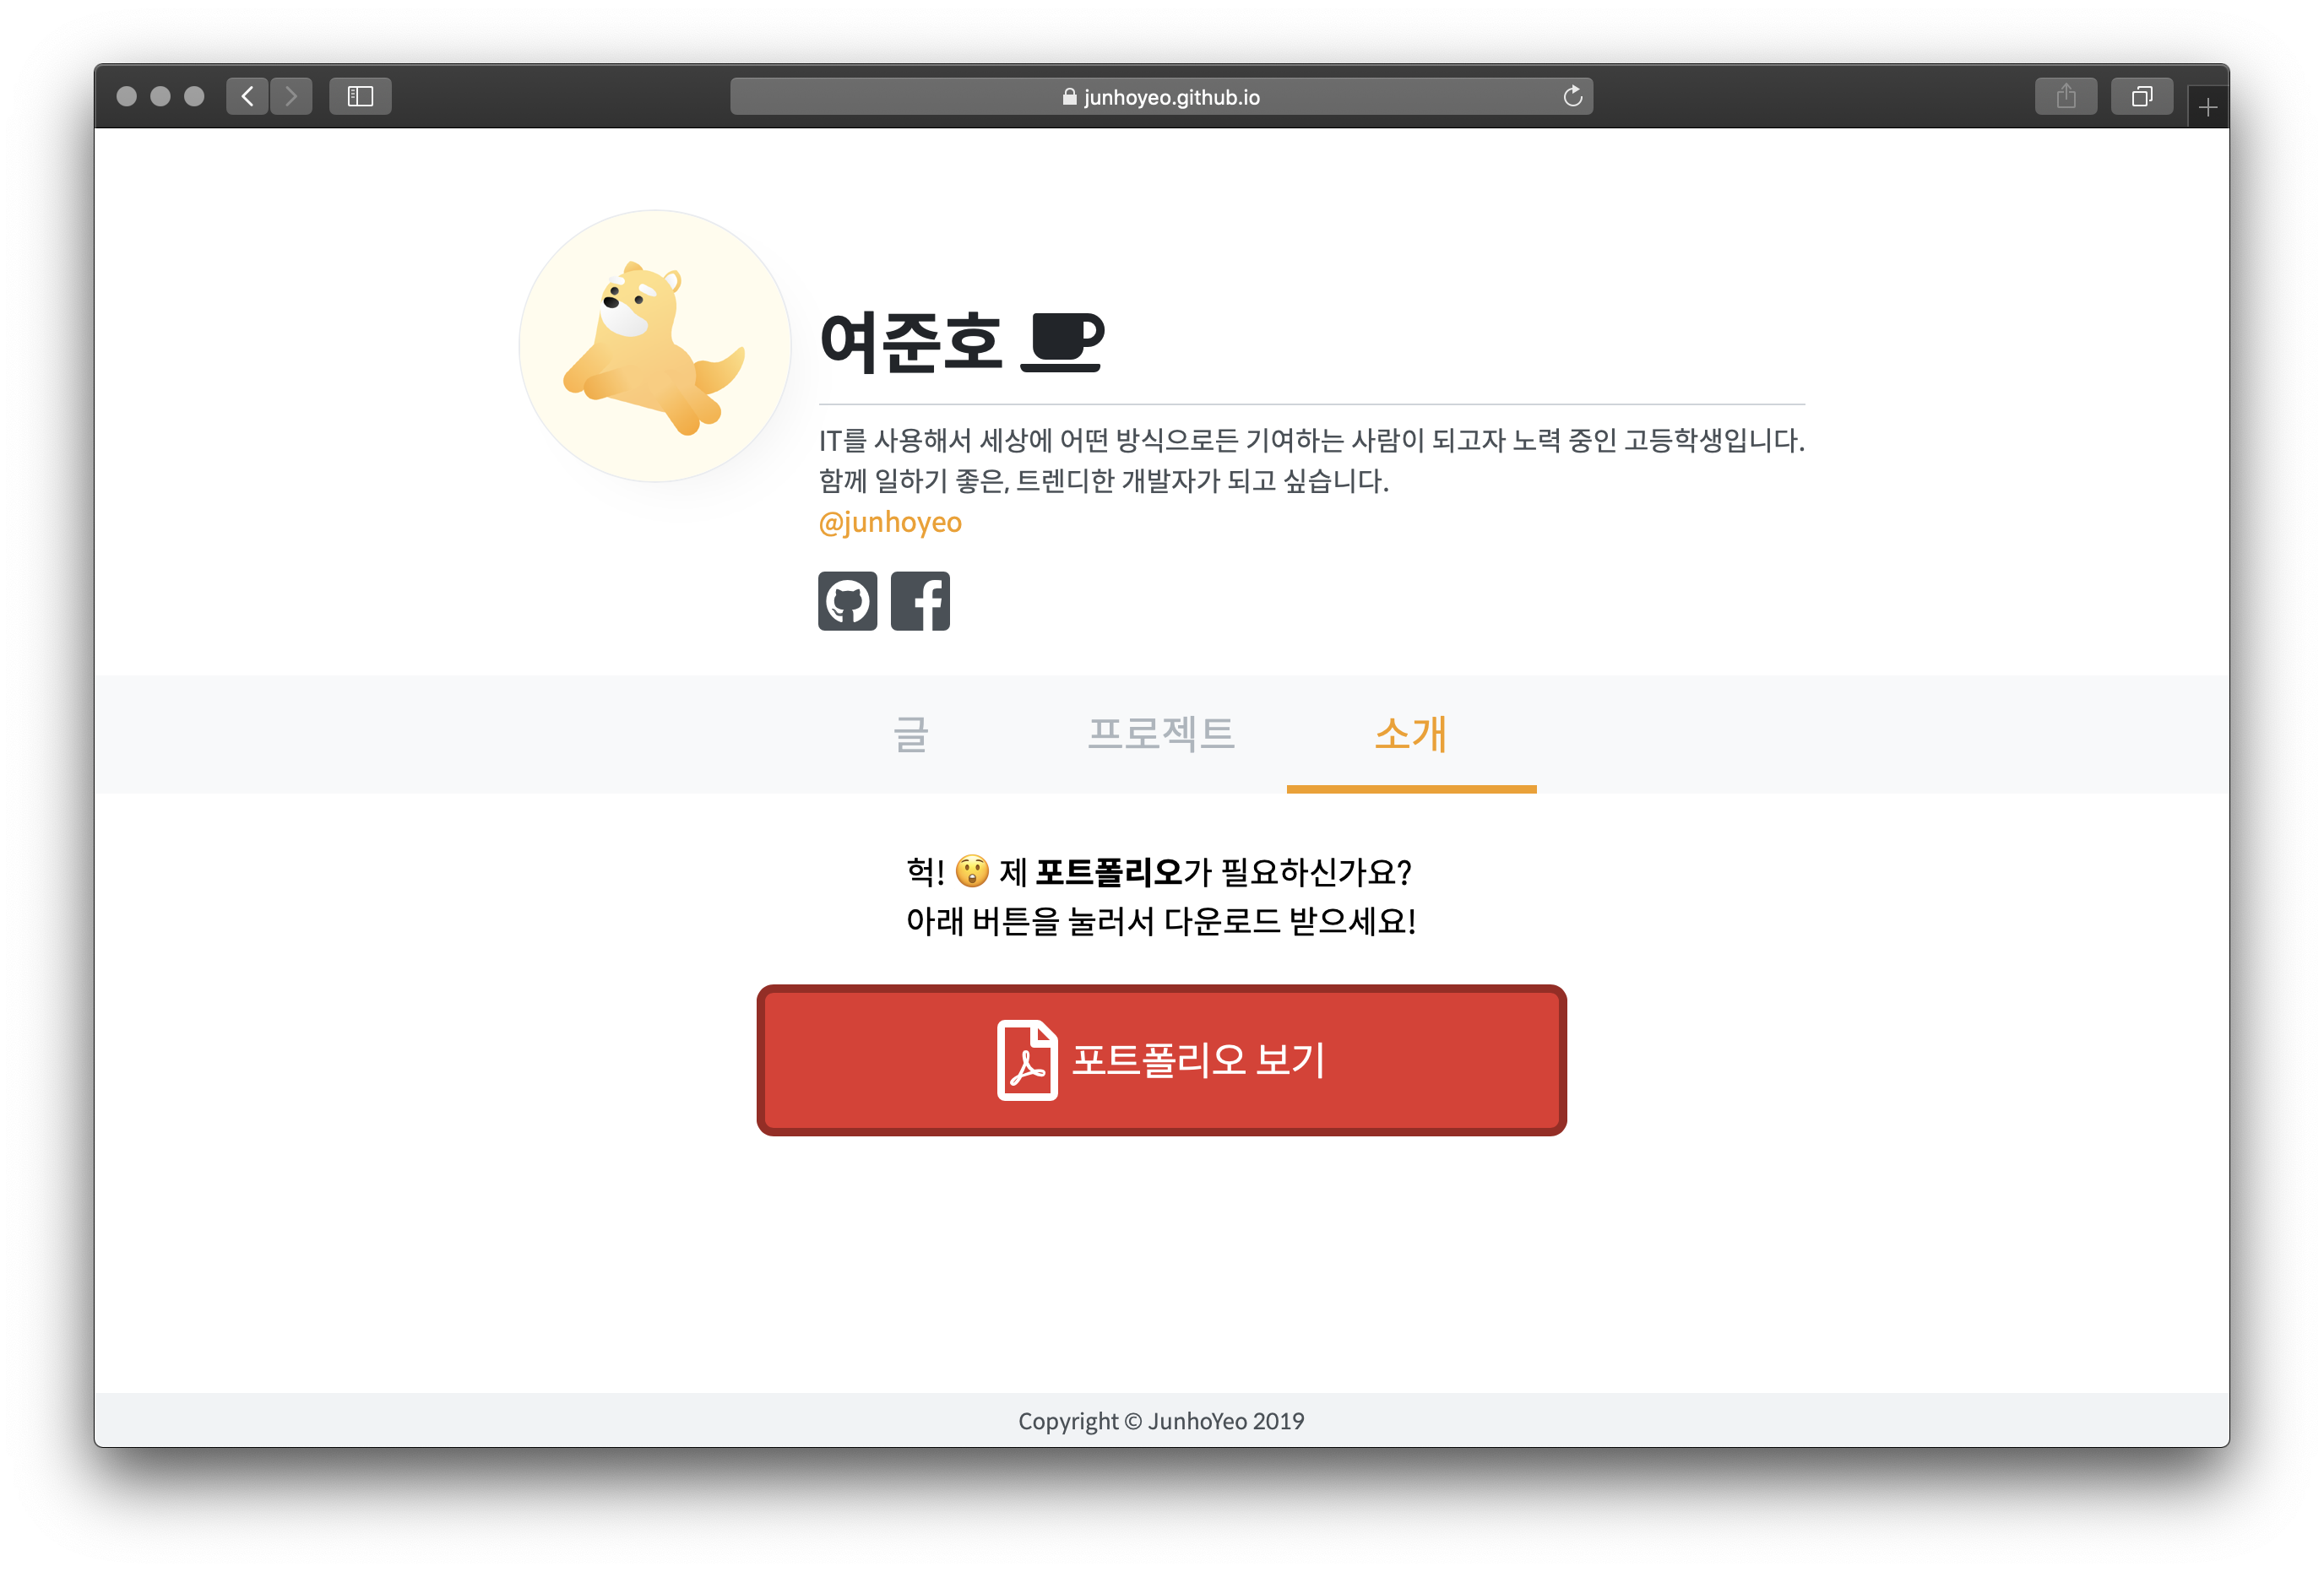 junhoyeo.github.io
여준호
IT를 사용해서 세상에 어떤 방식으로든 기여하는 사람이 되고자 노력 중인 고등학생입니다.
함께 일하기 좋은, 트렌디한 개발자가 되고 싶습니다.
@junhoyeo
글 프로젝트 소개
헉! 😲 제 포트폴리오가 필요하신가요?
아래 버튼을 눌러서 다운로드 받으세요!
포트폴리오 보기
Copyright © JunhoYeo 2019